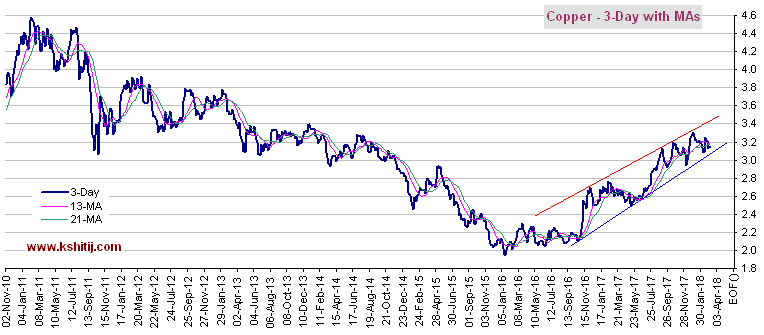 Copper - 3-Day with MAs
4.6
4.4
4.2
4.0
3.8
3.6
3.4
3.2
3.0
2.8
2.6
2.4
2.2
2.0
1.8
3-Day
13-MA
21-MA
www.kshitij.com
02-Nov-10
04-Jan-11
08-Mar-11
10-May-11
12-Jul-11
13-Sep-11
15-Nov-11
17-Jan-12
20-Mar-12
22-May-12
24-Jul-12
25-Sep-12
27-Nov-12
29-Jan-13
02-Apr-13
04-Jun-13
06-Aug-13
08-Oct-13
10-Dec-13
11-Feb-14
15-Apr-14
17-Jun-14
19-Aug-14
21-Oct-14
23-Dec-14
24-Feb-15
28-Apr-15
30-Jun-15
01-Sep-15
03-Nov-15
05-Jan-16
08-Mar-16
10-May-16
12-Jul-16
13-Sep-16
15-Nov-16
17-Jan-17
21-Mar-17
23-May-17
25-Jul-17
26-Sep-17
28-Nov-17
30-Jan-18
03-Apr-18